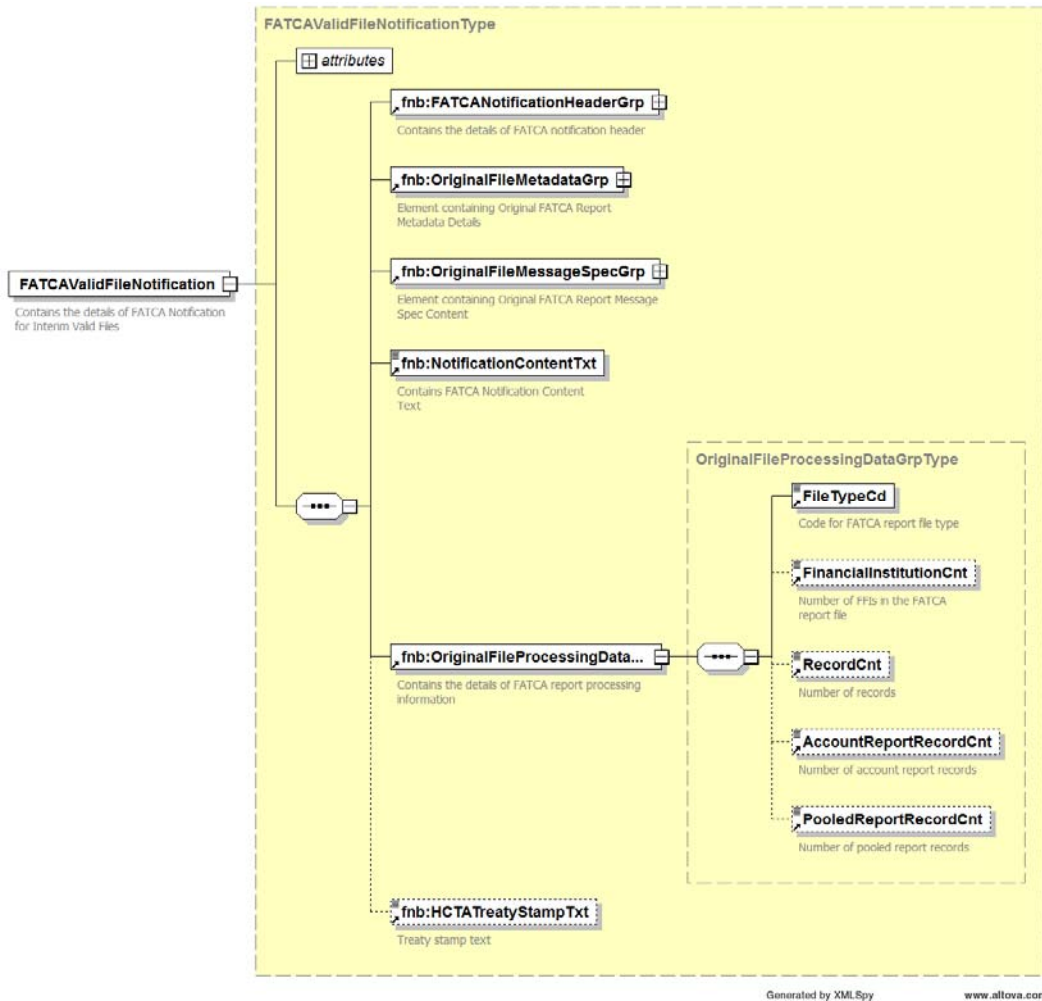 FATCAValidFileNotificationType
attributes
fnb:FATCANotificationHeaderGrp
Contains the details of FATCA notification header
fnb:OriginalFileMetadataGrp
Element containing Original FATCA Report
Metadata Details
fnb:OriginalFileMessageSpecGrp
Element containing Original FATCA Report Message
Spec Content
FATCAValidFileNotification
Contains the details of FATCA Notification
for Interim Valid Files
fnb:NotificationContentTxt
Contains FATCA Notification Content
Text
OriginalFileProcessingDataGrpType
FileTypeCd
Code for FATCA report file type
FinancialInstitutionCnt
Number of FFIs in the FATCA
report file
fnb:OriginalFileProcessingData...
Contains the details of FATCA report processing
information
RecordCnt
Number of records
AccountReportRecordCnt
Number of account report records
PooledReportRecordCnt
Number of pooled report records
fnb:HCTATreatyStampTxt
Treaty stamp text
Generated by XMLSpy
www.altova.com